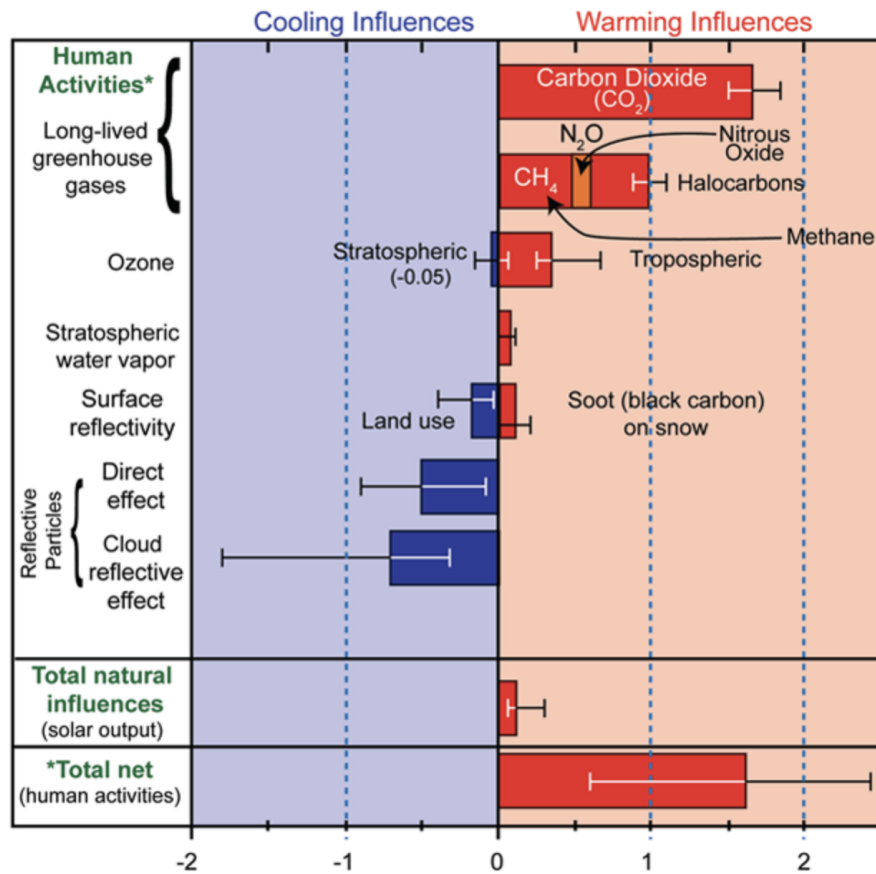 Cooling Influences
Warming Influences
Human
Activities*
Long-lived
greenhouse
gases
Carbon Dioxide
(CO₂)
N₂O
Nitrous
Oxide
CH₄
Halocarbons
Methane
Ozone
Stratospheric
(-0.05)
Tropospheric
Stratospheric
water vapor
Surface
reflectivity
Land use
Soot (black carbon)
on snow
Reflective
Particles
Direct
effect
Cloud
reflective
effect
Total natural
influences
(solar output)
*Total net
(human activities)
-2 -1 0 1 2